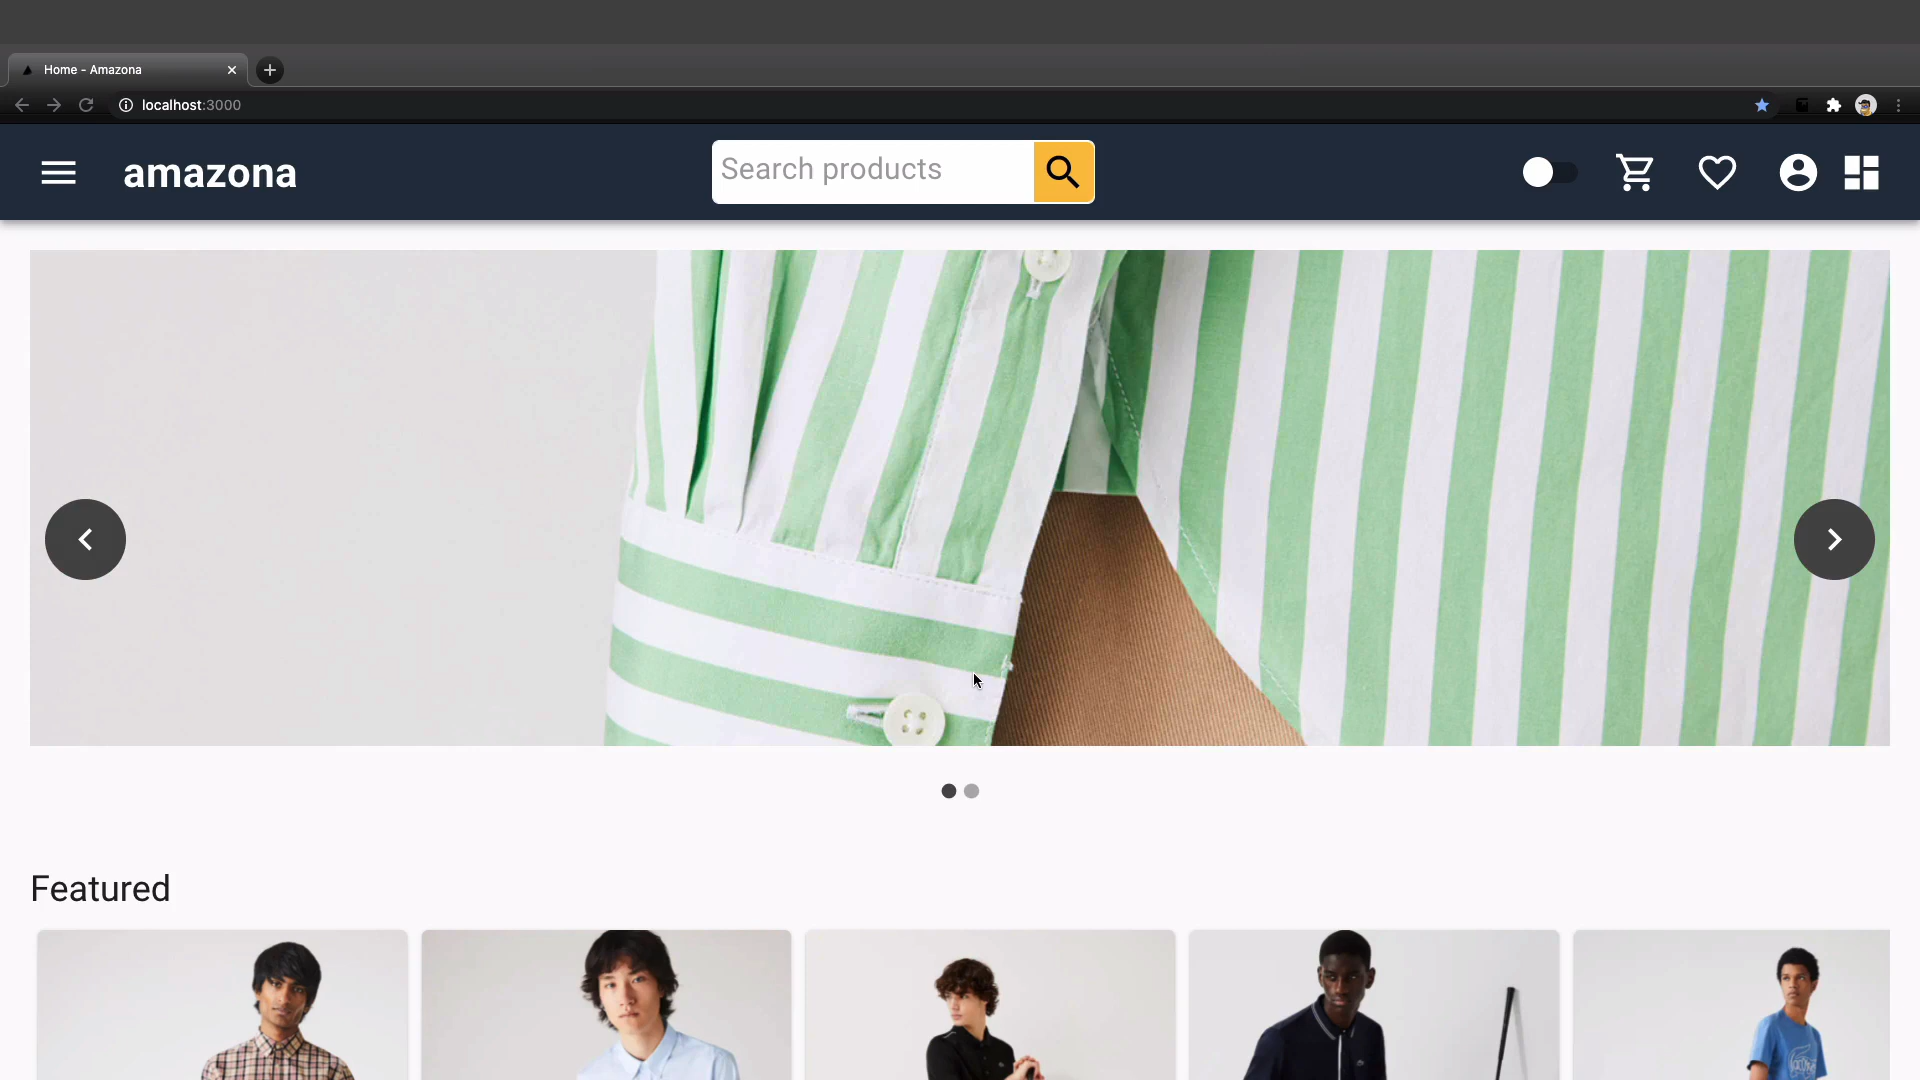 Home - Amazona
localhost:3000
amazona
Search products
Featured